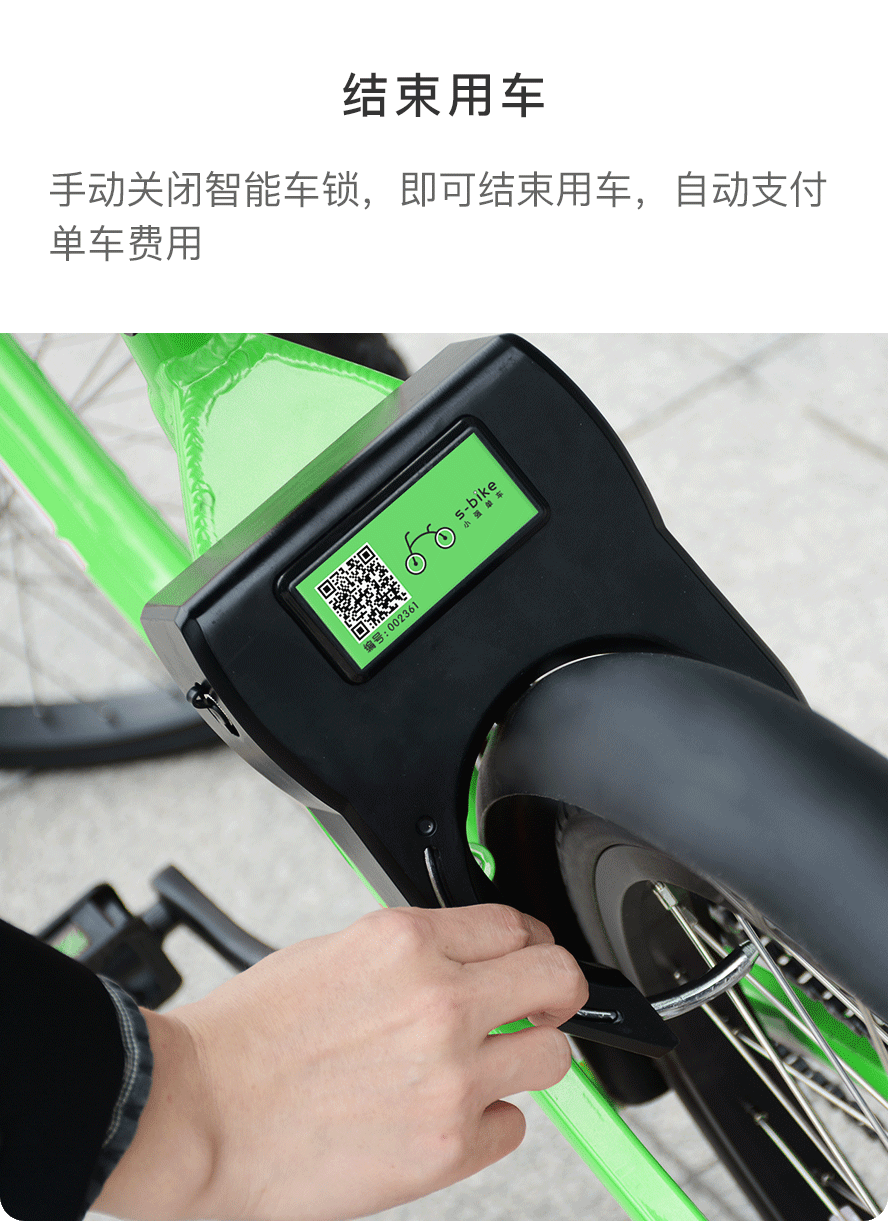 结束用车
手动关闭智能车锁，即可结束用车，自动支付
单车费用
s-bike
小强单车
编号：002361